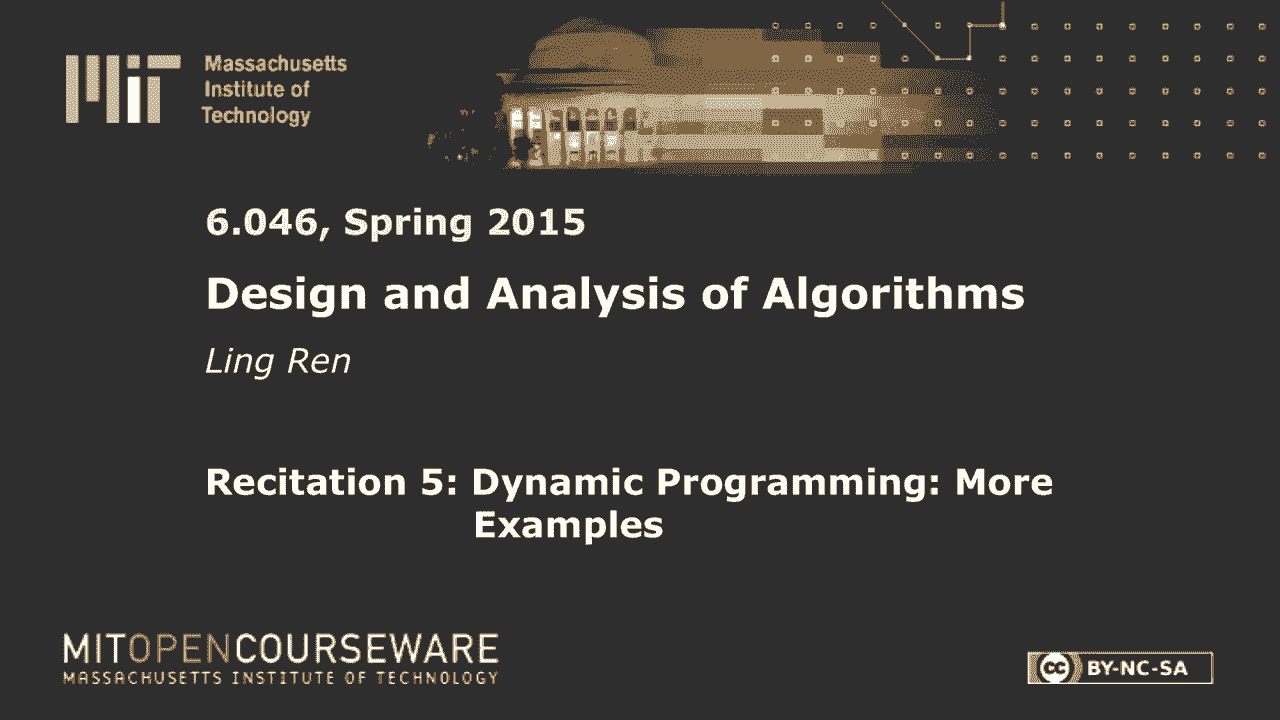 MIT
Massachusetts
Institute of
Technology
6.046, Spring 2015
Design and Analysis of Algorithms
Ling Ren
Recitation 5: Dynamic Programming: More
Examples
MITOPENCOURSEWARE
MASSACHUSETTS INSTITUTE OF TECHNOLOGY
cc BY-NC-SA